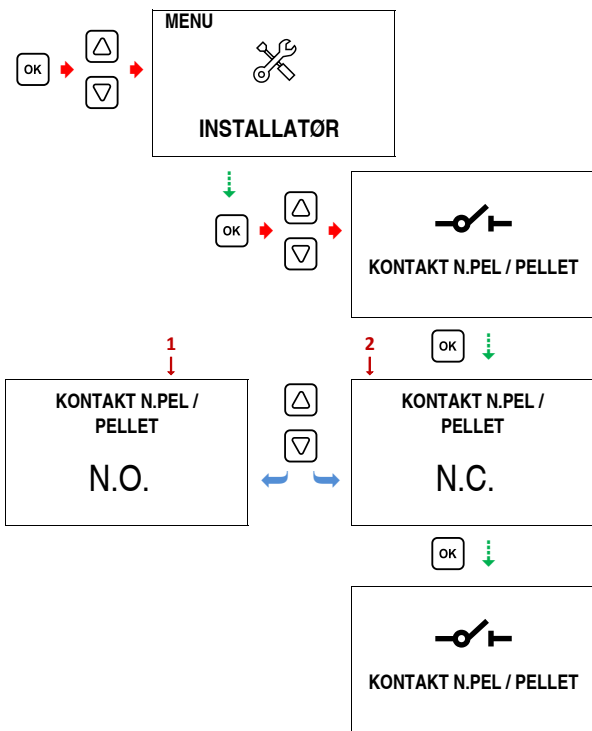 MENU
OK
INSTALLATØR
OK
KONTAKT N.PEL / PELLET
OK
1
2
KONTAKT N.PEL /
PELLET
N.O.
KONTAKT N.PEL /
PELLET
N.C.
OK
KONTAKT N.PEL / PELLET